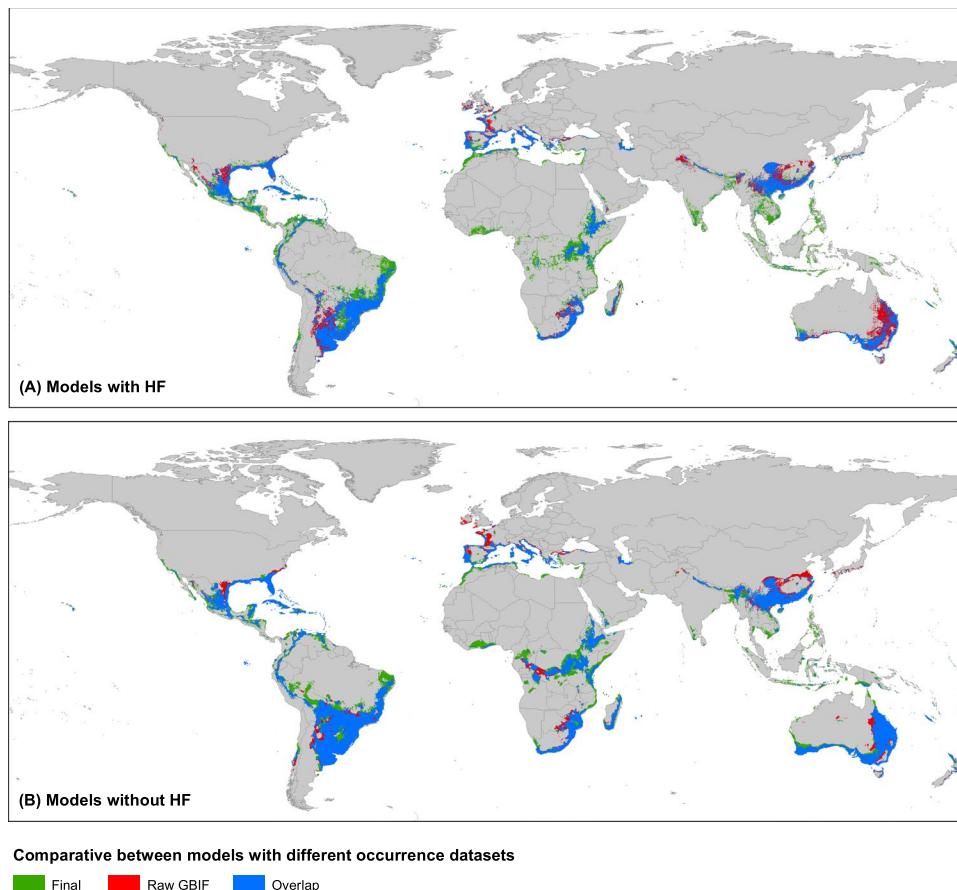 (A) Models with HF
(B) Models without HF
Comparative between models with different occurrence datasets
Final
Raw GBIF
Overlap